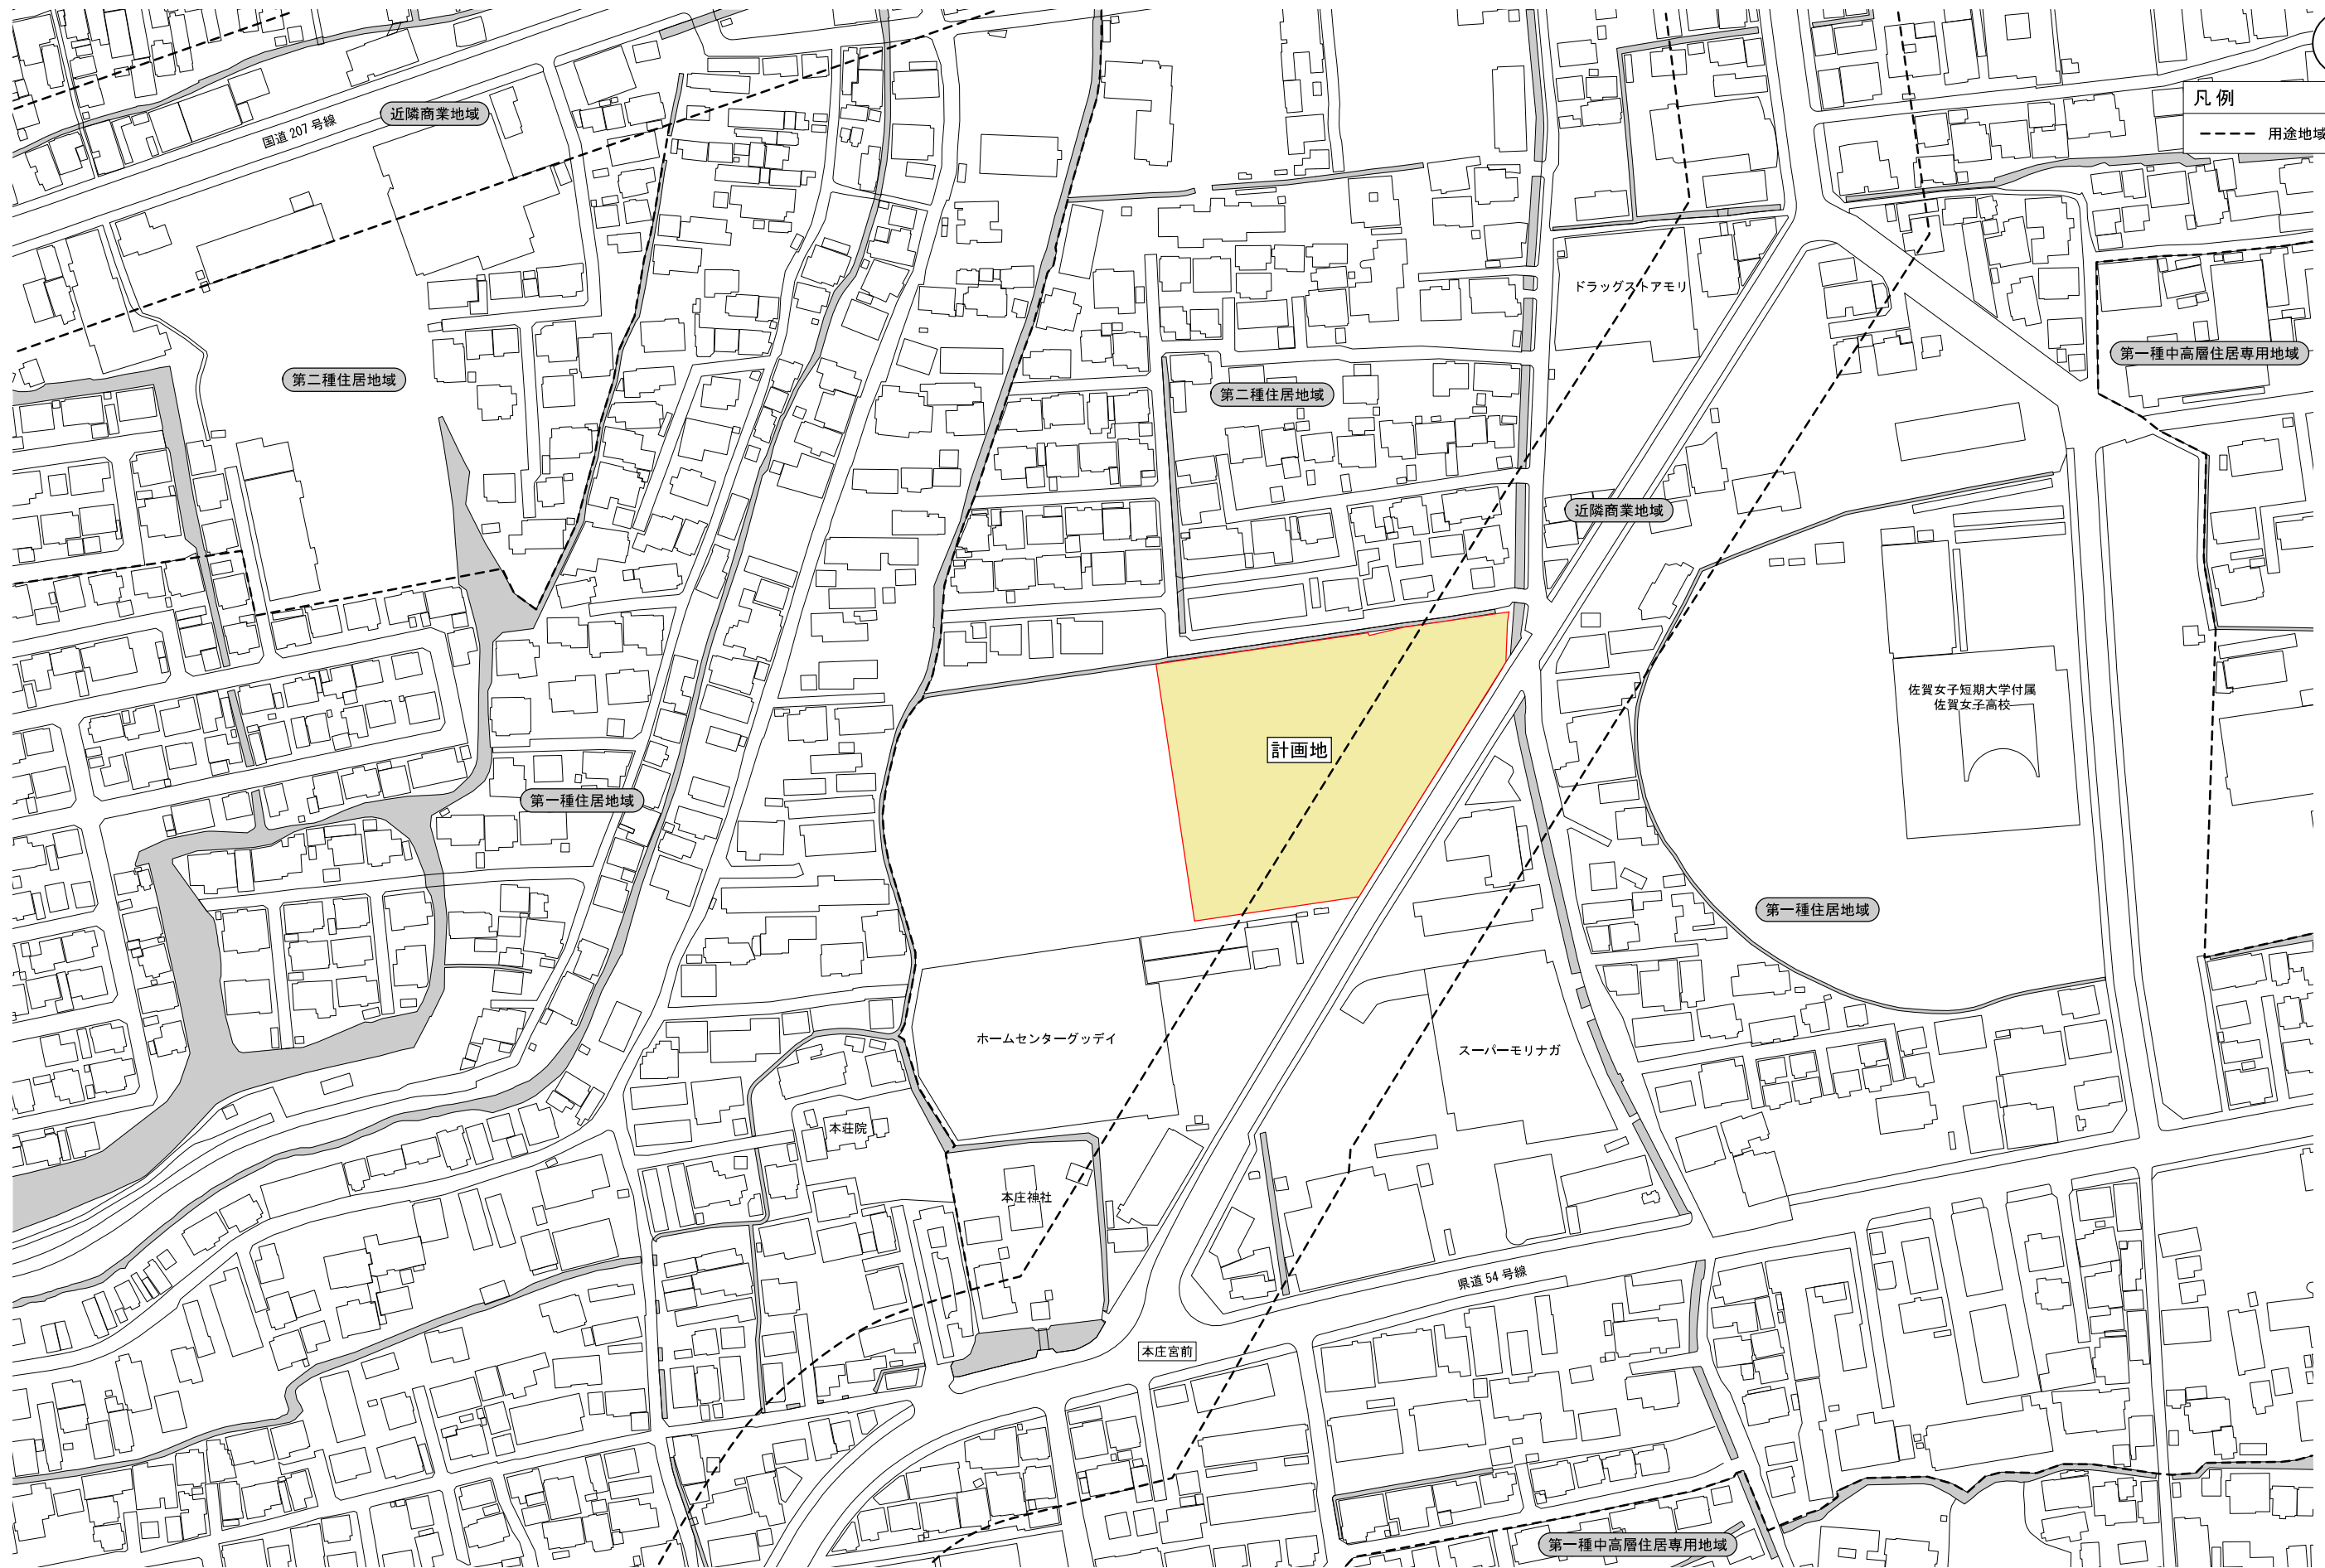 近隣商業地域
国道 207 号線
凡 例
用途地域
ドラッグストアモリ
第一種中高層住居専用地域
第二種住居地域
第二種住居地域
近隣商業地域
佐賀女子短期大学付属
佐賀女子高校
計画地
第一種住居地域
第一種住居地域
ホームセンターグッデイ
スーパーモリナガ
本荘院
本庄神社
県道 54 号線
本庄宮前
第一種中高層住居専用地域